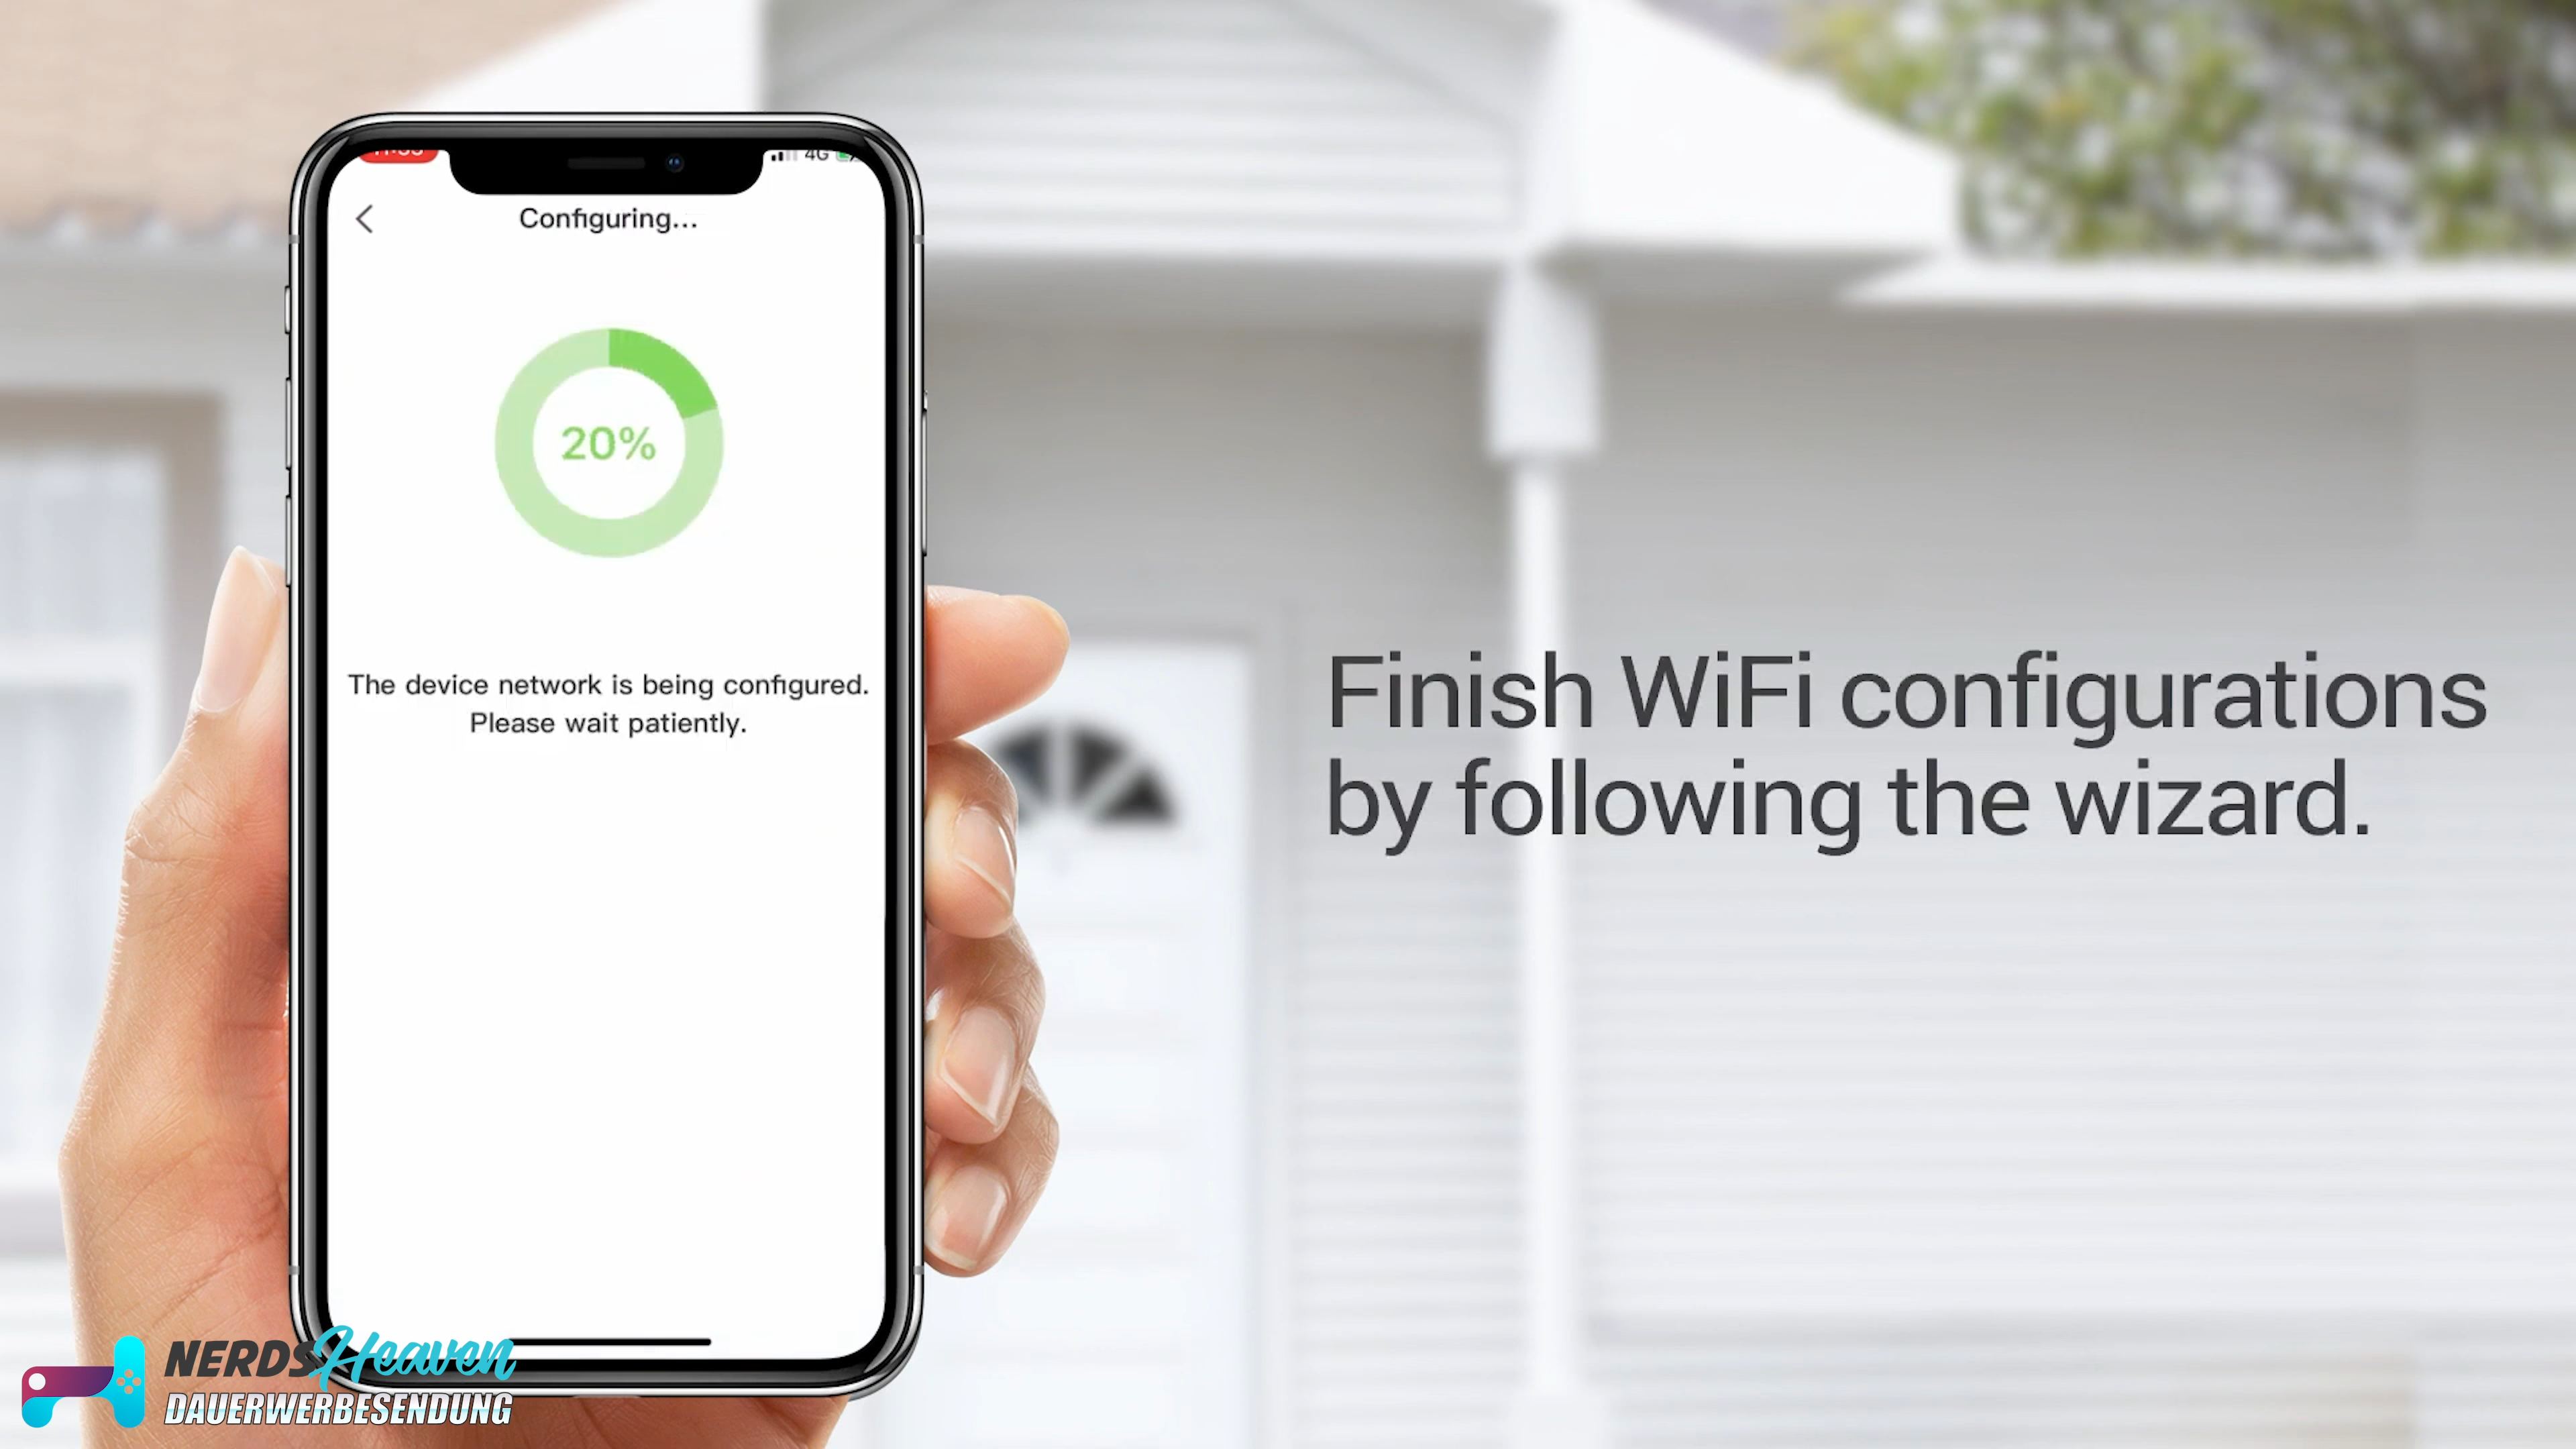 4G
Configuring...
20%
The device network is being configured.
Please wait patiently.
Finish WiFi configurations
by following the wizard.
NERDS Heaven
DAUERWERBESENDUNG